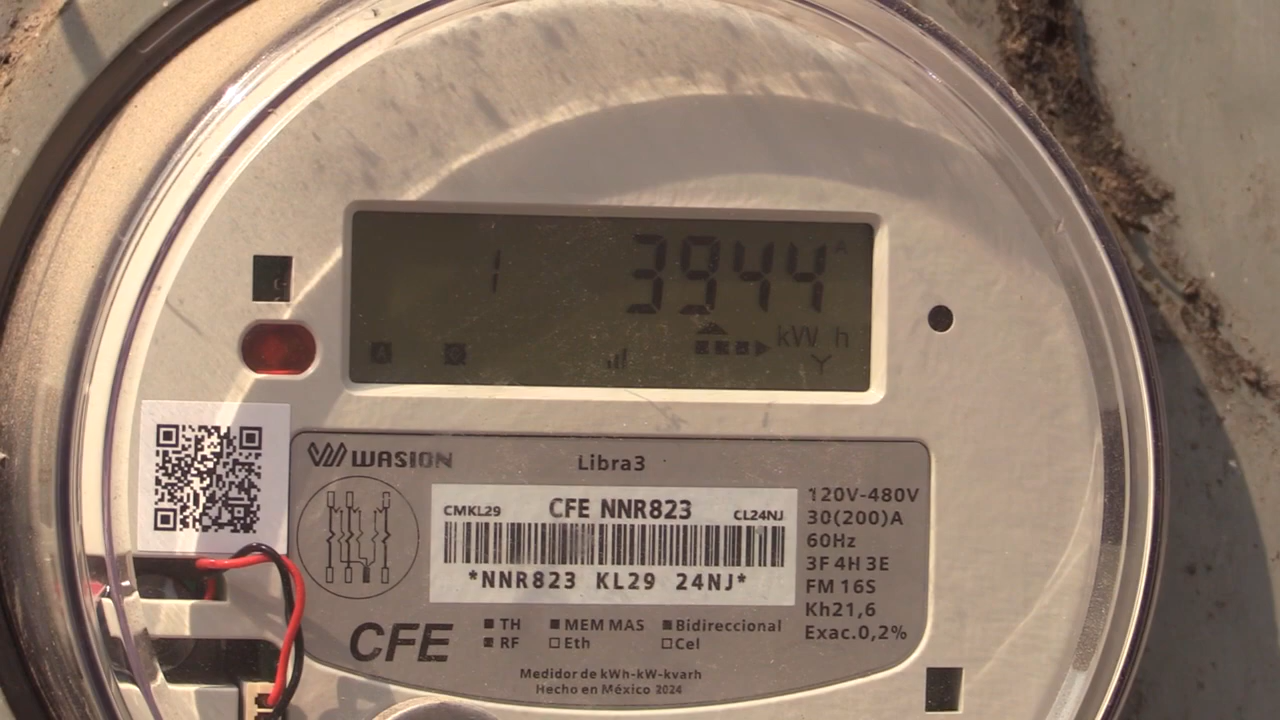 1 3944 A
kW h
A C Y
WASION Libra3
CMKL29 CFE NNR823 CL24NJ
*NNR823 KL29 24NJ*
120V-480V
30(200)A
60Hz
3F 4H 3E
FM 16S
Kh21,6
Exac.0,2%
CFE
TH MEM MAS Bidireccional
RF Eth Cel
Medidor de kWh-kW-kvarh
Hecho en México 2024